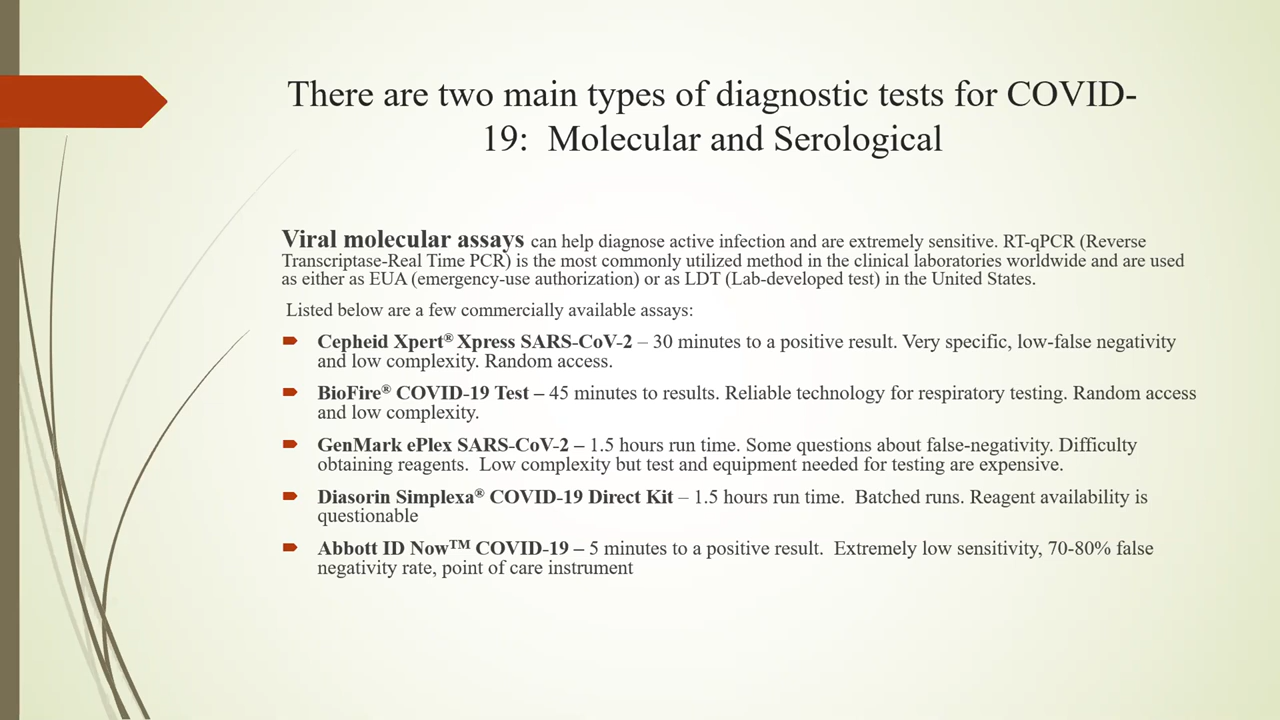 There are two main types of diagnostic tests for COVID-
19:  Molecular and Serological
Viral molecular assays can help diagnose active infection and are extremely sensitive. RT-qPCR (Reverse
Transcriptase-Real Time PCR) is the most commonly utilized method in the clinical laboratories worldwide and are used
as either as EUA (emergency-use authorization) or as LDT (Lab-developed test) in the United States.
Listed below are a few commercially available assays:
Cepheid Xpert® Xpress SARS-CoV-2 – 30 minutes to a positive result. Very specific, low-false negativity
and low complexity. Random access.
BioFire® COVID-19 Test – 45 minutes to results. Reliable technology for respiratory testing. Random access
and low complexity.
GenMark ePlex SARS-CoV-2 – 1.5 hours run time. Some questions about false-negativity. Difficulty
obtaining reagents.  Low complexity but test and equipment needed for testing are expensive.
Diasorin Simplexa® COVID-19 Direct Kit – 1.5 hours run time.  Batched runs. Reagent availability is
questionable
Abbott ID Now™ COVID-19 – 5 minutes to a positive result.  Extremely low sensitivity, 70-80% false
negativity rate, point of care instrument